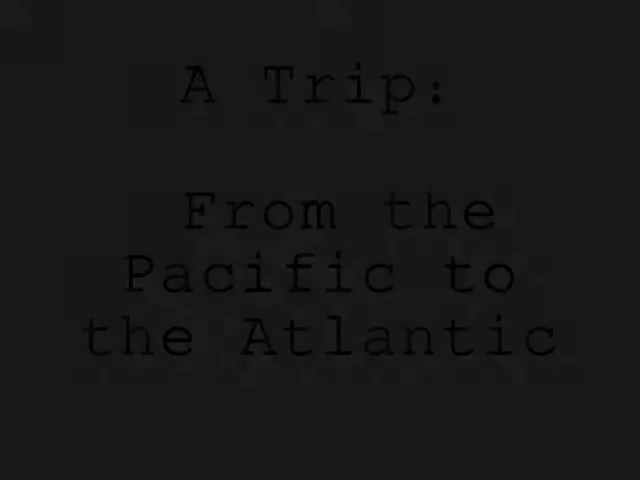 A Trip:
From the
Pacific to
the Atlantic